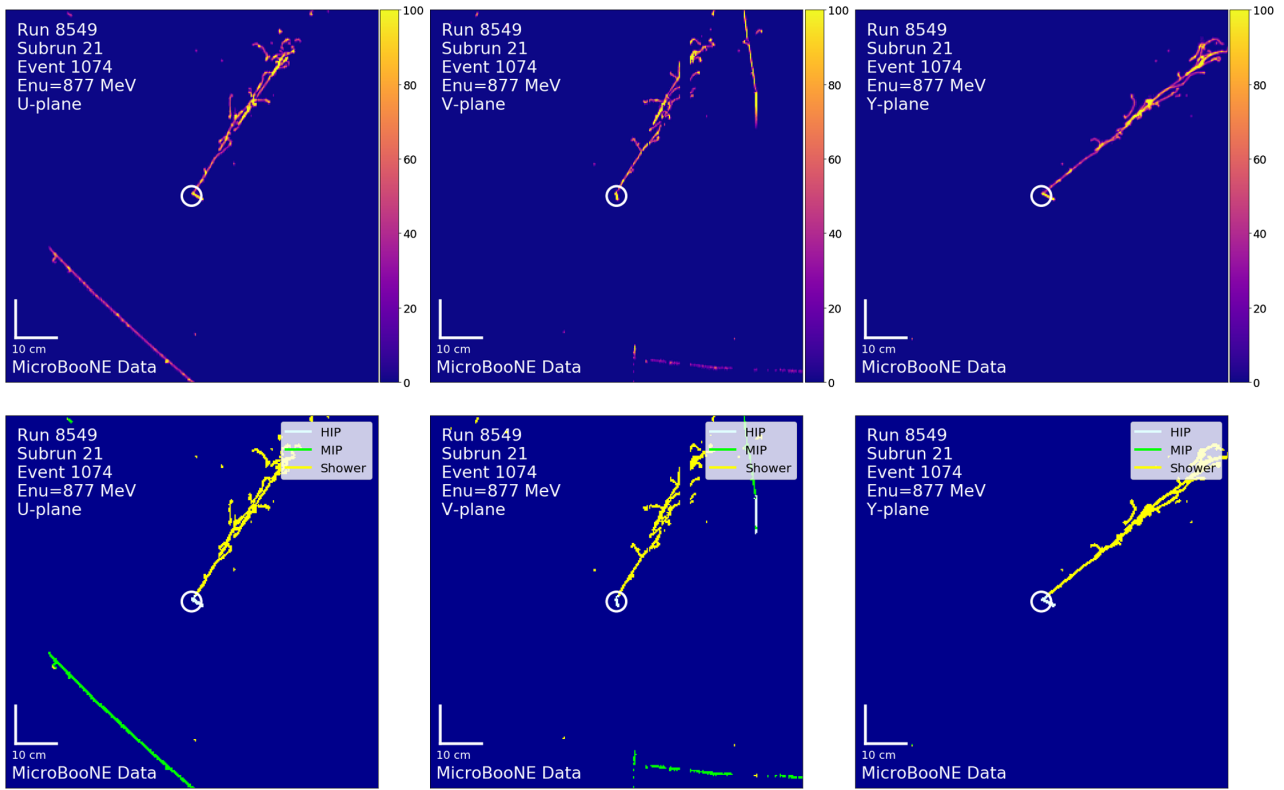 Run 8549
Subrun 21
Event 1074
Enu=877 MeV
U-plane
10 cm
MicroBooNE Data
100
80
60
40
20
0
Run 8549
Subrun 21
Event 1074
Enu=877 MeV
V-plane
10 cm
MicroBooNE Data
100
80
60
40
20
0
Run 8549
Subrun 21
Event 1074
Enu=877 MeV
Y-plane
10 cm
MicroBooNE Data
100
80
60
40
20
0
Run 8549
Subrun 21
Event 1074
Enu=877 MeV
U-plane
HIP
MIP
Shower
10 cm
MicroBooNE Data
Run 8549
Subrun 21
Event 1074
Enu=877 MeV
V-plane
HIP
MIP
Shower
10 cm
MicroBooNE Data
Run 8549
Subrun 21
Event 1074
Enu=877 MeV
Y-plane
HIP
MIP
Shower
10 cm
MicroBooNE Data